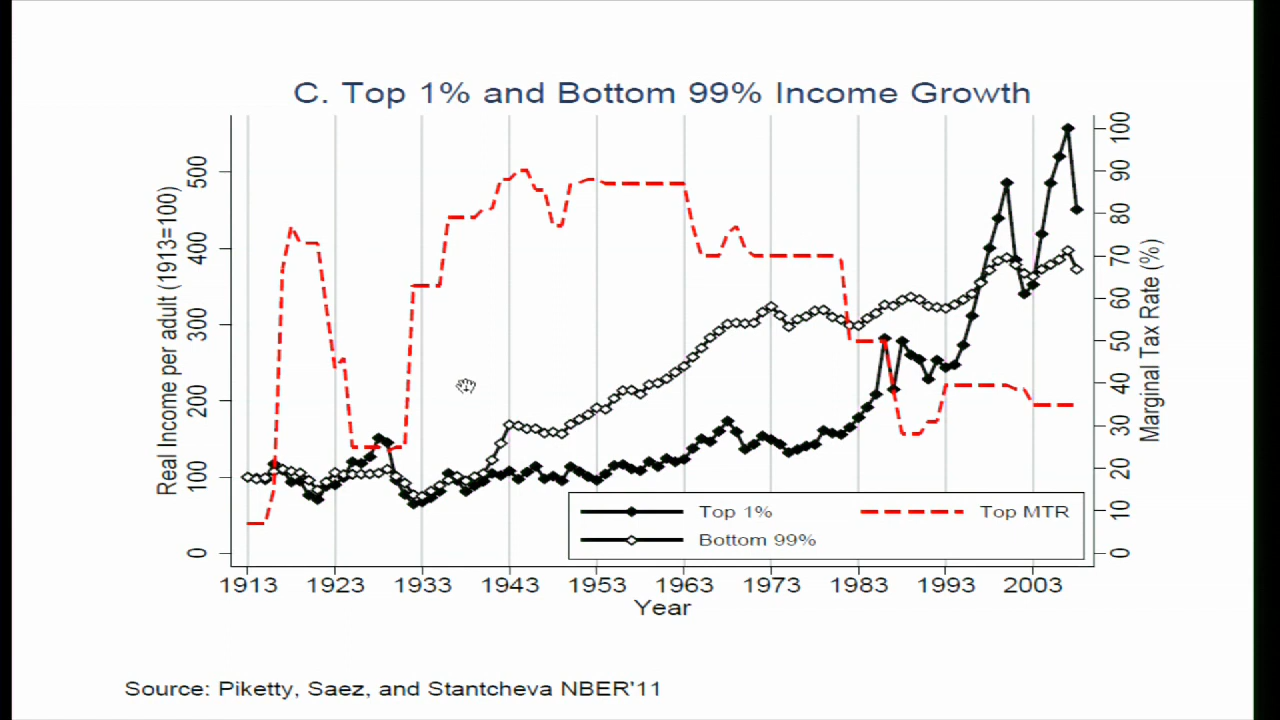 C. Top 1% and Bottom 99% Income Growth
Real Income per adult (1913=100)
0 100 200 300 400 500
Marginal Tax Rate (%)
0 10 20 30 40 50 60 70 80 90 100
Top 1%
Top MTR
Bottom 99%
1913 1923 1933 1943 1953 1963 1973 1983 1993 2003
Year
Source: Piketty, Saez, and Stantcheva NBER'11